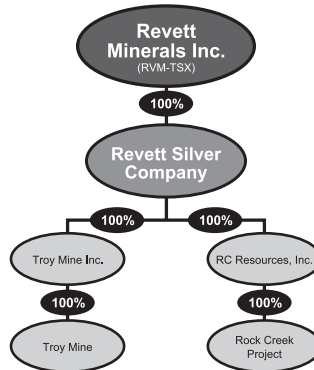 Revett
Minerals Inc.
(RVM-TSX)
100%
Revett Silver
Company
100%
100%
Troy Mine Inc.
RC Resources, Inc.
100%
100%
Troy Mine
Rock Creek
Project